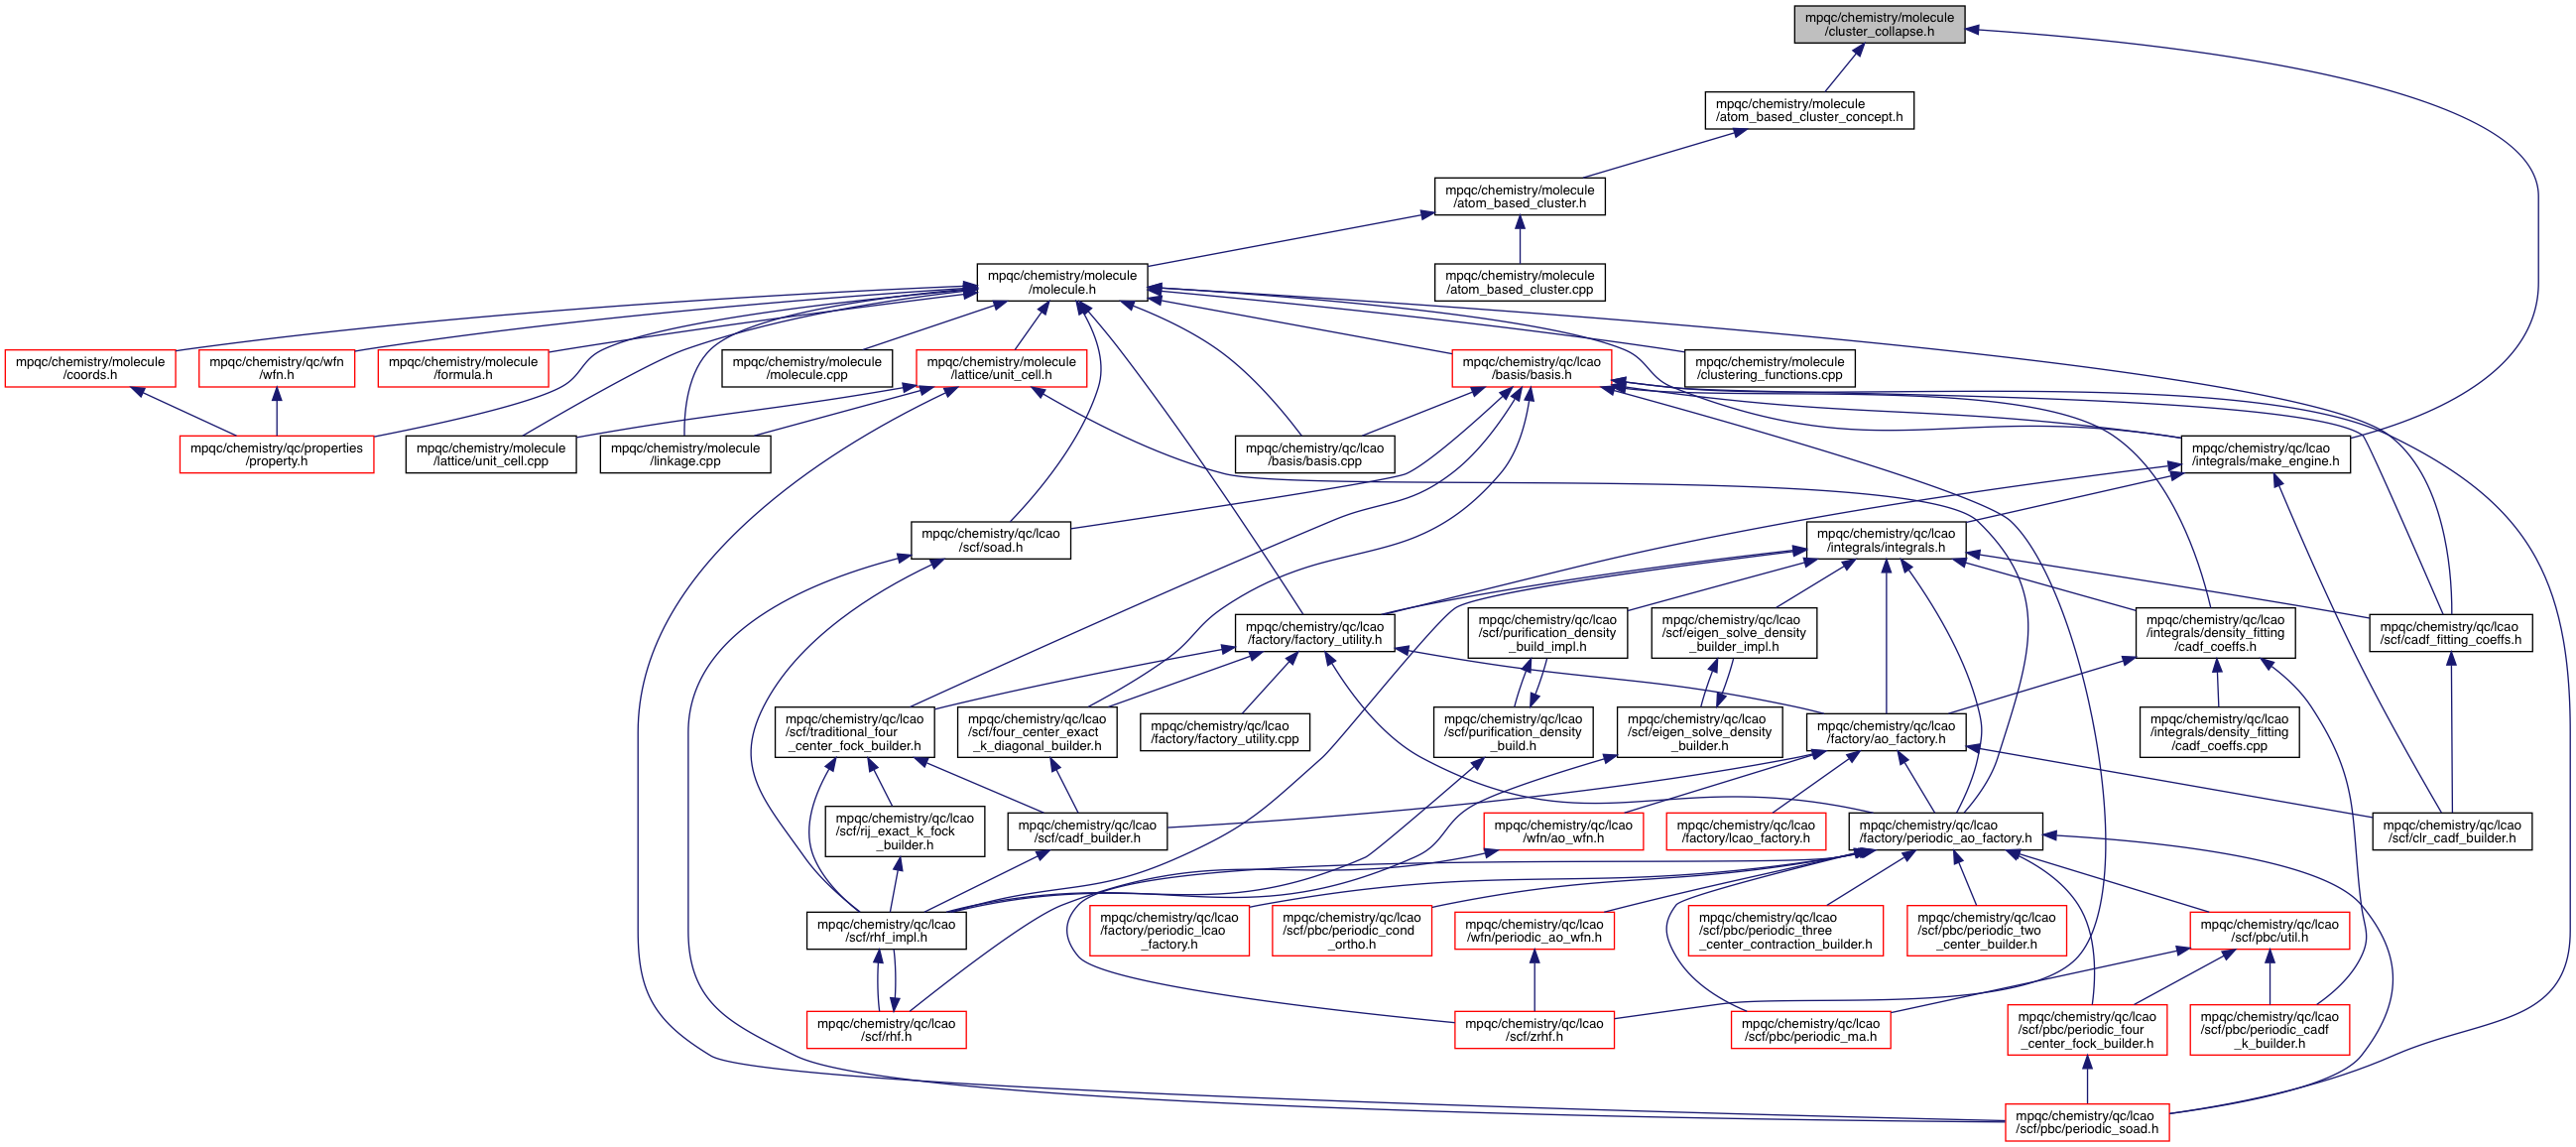 mpqc/chemistry/molecule
/cluster_collapse.h
mpqc/chemistry/molecule
/atom_based_cluster_concept.h
mpqc/chemistry/molecule
/atom_based_cluster.h
mpqc/chemistry/molecule
/molecule.h
mpqc/chemistry/molecule
/atom_based_cluster.cpp
mpqc/chemistry/molecule
/coords.h
mpqc/chemistry/qc/wfn
/wfn.h
mpqc/chemistry/molecule
/formula.h
mpqc/chemistry/molecule
/molecule.cpp
mpqc/chemistry/molecule
/lattice/unit_cell.h
mpqc/chemistry/qc/lcao
/basis/basis.h
mpqc/chemistry/molecule
/clustering_functions.cpp
mpqc/chemistry/qc/properties
/property.h
mpqc/chemistry/molecule
/lattice/unit_cell.cpp
mpqc/chemistry/molecule
/linkage.cpp
mpqc/chemistry/qc/lcao
/basis/basis.cpp
mpqc/chemistry/qc/lcao
/integrals/make_engine.h
mpqc/chemistry/qc/lcao
/scf/soad.h
mpqc/chemistry/qc/lcao
/integrals/integrals.h
mpqc/chemistry/qc/lcao
/factory/factory_utility.h
mpqc/chemistry/qc/lcao
/scf/purification_density
_build_impl.h
mpqc/chemistry/qc/lcao
/scf/eigen_solve_density
_builder_impl.h
mpqc/chemistry/qc/lcao
/integrals/density_fitting
/cadf_coeffs.h
mpqc/chemistry/qc/lcao
/scf/cadf_fitting_coeffs.h
mpqc/chemistry/qc/lcao
/scf/traditional_four
_center_fock_builder.h
mpqc/chemistry/qc/lcao
/scf/four_center_exact
_k_diagonal_builder.h
mpqc/chemistry/qc/lcao
/factory/factory_utility.cpp
mpqc/chemistry/qc/lcao
/scf/purification_density
_build.h
mpqc/chemistry/qc/lcao
/scf/eigen_solve_density
_builder.h
mpqc/chemistry/qc/lcao
/factory/ao_factory.h
mpqc/chemistry/qc/lcao
/integrals/density_fitting
/cadf_coeffs.cpp
mpqc/chemistry/qc/lcao
/scf/rij_exact_k_fock
_builder.h
mpqc/chemistry/qc/lcao
/scf/cadf_builder.h
mpqc/chemistry/qc/lcao
/wfn/ao_wfn.h
mpqc/chemistry/qc/lcao
/factory/lcao_factory.h
mpqc/chemistry/qc/lcao
/factory/periodic_ao_factory.h
mpqc/chemistry/qc/lcao
/scf/clr_cadf_builder.h
mpqc/chemistry/qc/lcao
/scf/rhf_impl.h
mpqc/chemistry/qc/lcao
/factory/periodic_lcao
_factory.h
mpqc/chemistry/qc/lcao
/scf/pbc/periodic_cond
_ortho.h
mpqc/chemistry/qc/lcao
/wfn/periodic_ao_wfn.h
mpqc/chemistry/qc/lcao
/scf/pbc/periodic_three
_center_contraction_builder.h
mpqc/chemistry/qc/lcao
/scf/pbc/periodic_two
_center_builder.h
mpqc/chemistry/qc/lcao
/scf/pbc/util.h
mpqc/chemistry/qc/lcao
/scf/rhf.h
mpqc/chemistry/qc/lcao
/scf/zrhf.h
mpqc/chemistry/qc/lcao
/scf/pbc/periodic_ma.h
mpqc/chemistry/qc/lcao
/scf/pbc/periodic_four
_center_fock_builder.h
mpqc/chemistry/qc/lcao
/scf/pbc/periodic_cadf
_k_builder.h
mpqc/chemistry/qc/lcao
/scf/pbc/periodic_soad.h